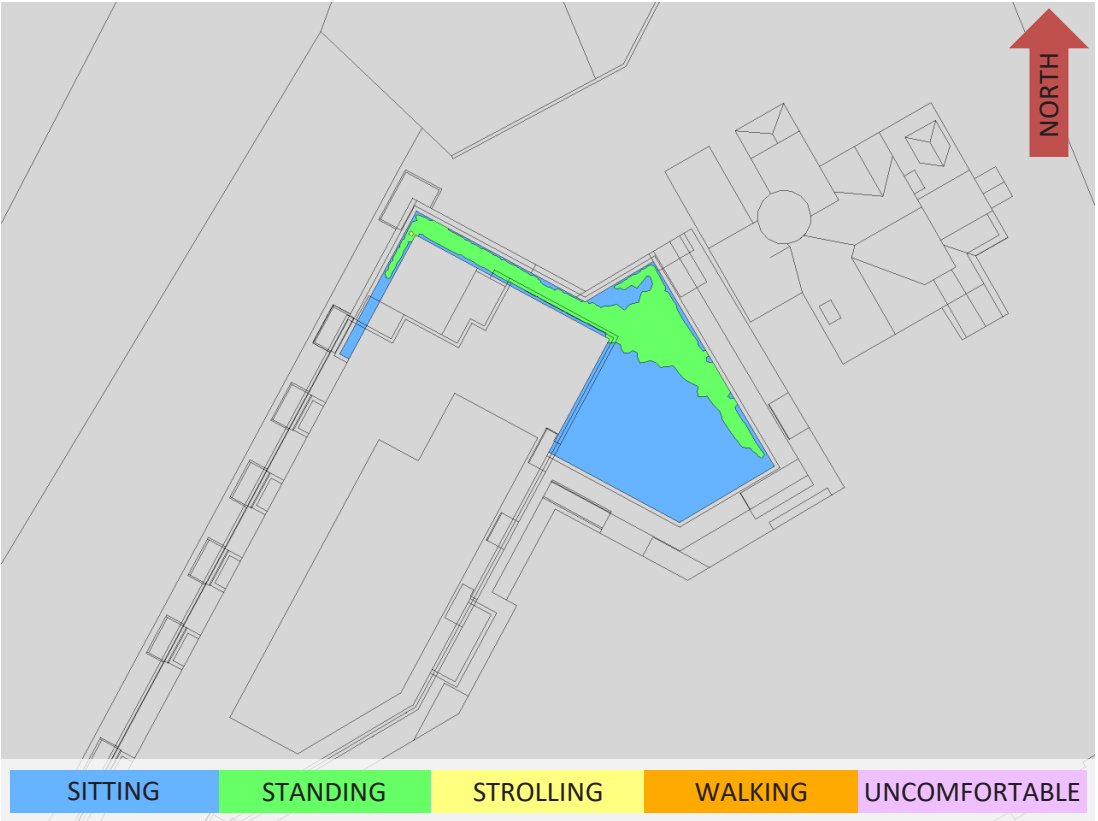 NORTH
SITTING
STANDING
STROLLING
WALKING
UNCOMFORTABLE